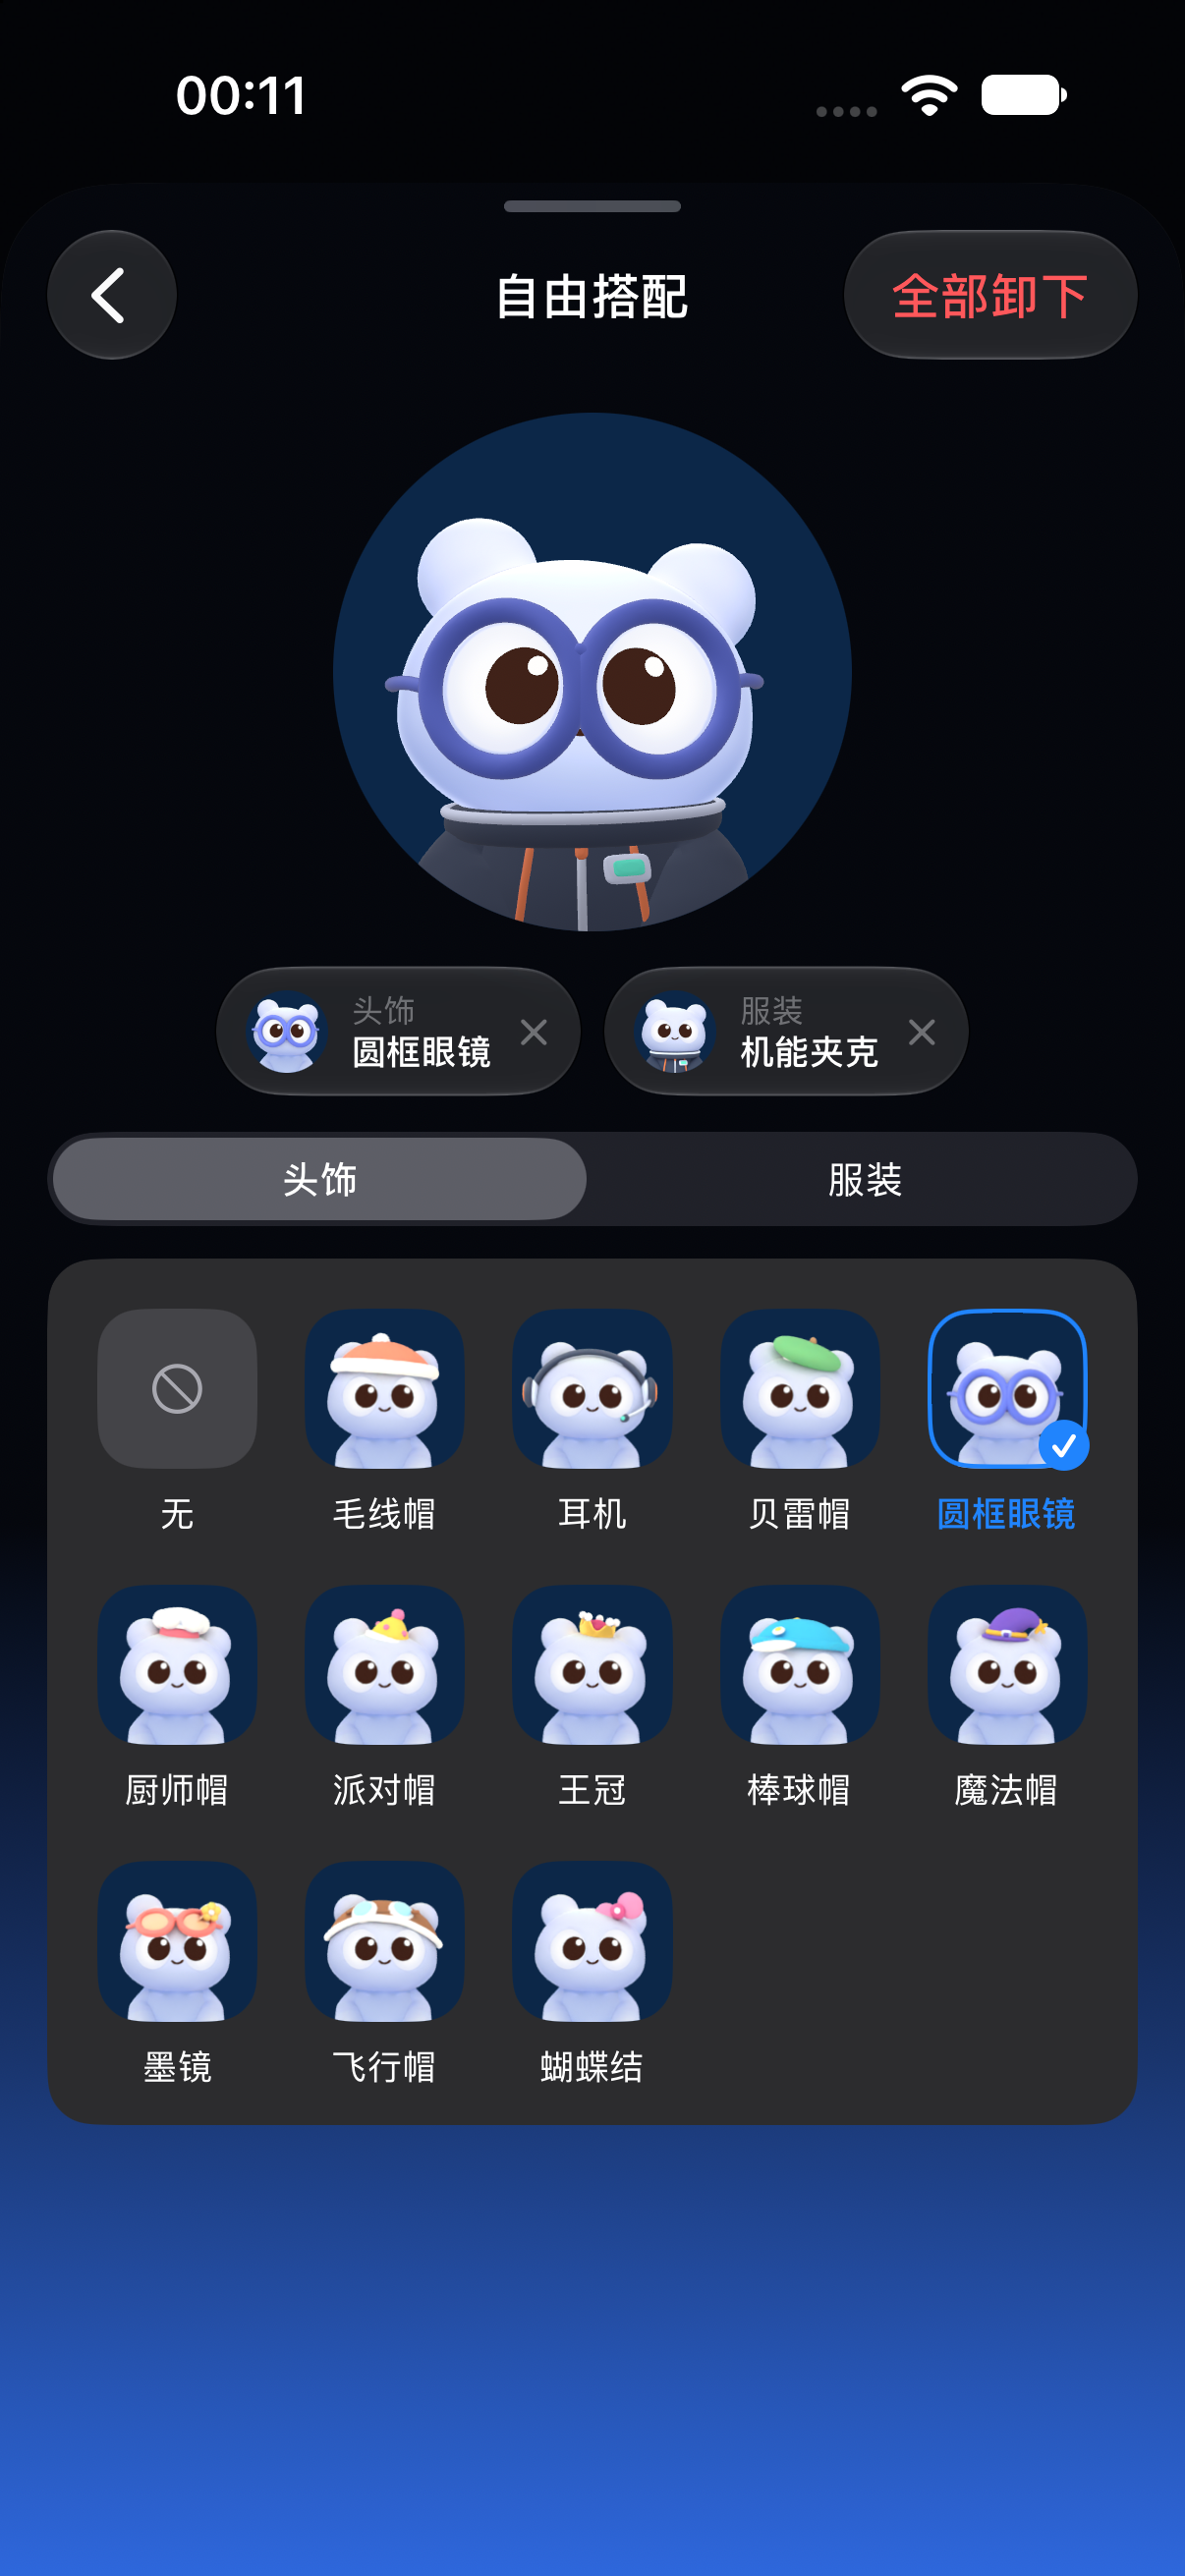 00:11
自由搭配
全部卸下
头饰
圆框眼镜
服装
机能夹克
头饰
服装
无
毛线帽
耳机
贝雷帽
圆框眼镜
厨师帽
派对帽
王冠
棒球帽
魔法帽
墨镜
飞行帽
蝴蝶结